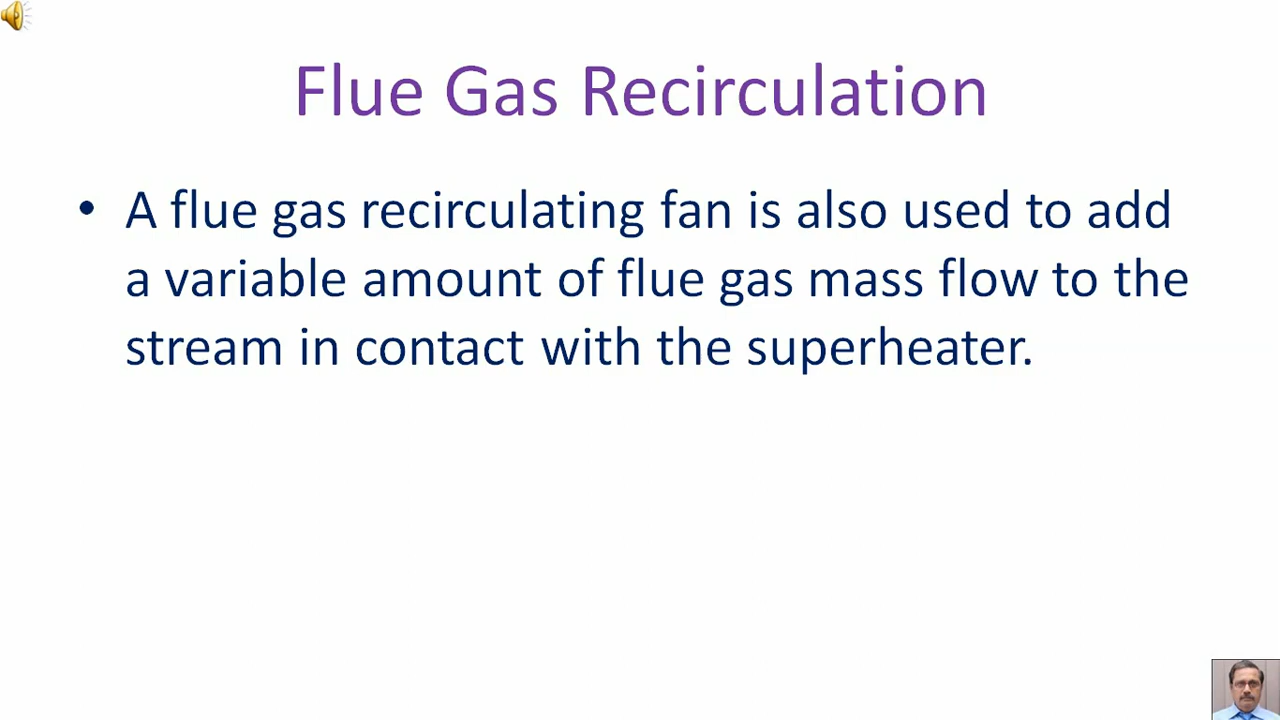 Flue Gas Recirculation
• A flue gas recirculating fan is also used to add
a variable amount of flue gas mass flow to the
stream in contact with the superheater.